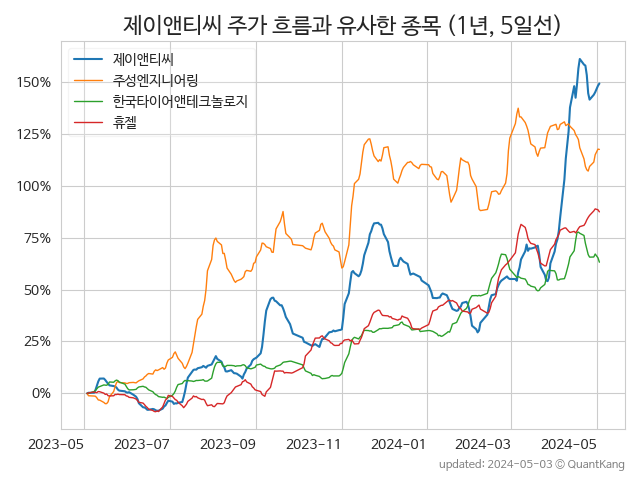 제이앤티씨 주가 흐름과 유사한 종목 (1년, 5일선)
제이앤티씨
주성엔지니어링
한국타이어앤테크놀로지
휴젤
150%
125%
100%
75%
50%
25%
0%
2023-05 2023-07 2023-09 2023-11 2024-01 2024-03 2024-05
updated: 2024-05-03 © QuantKang